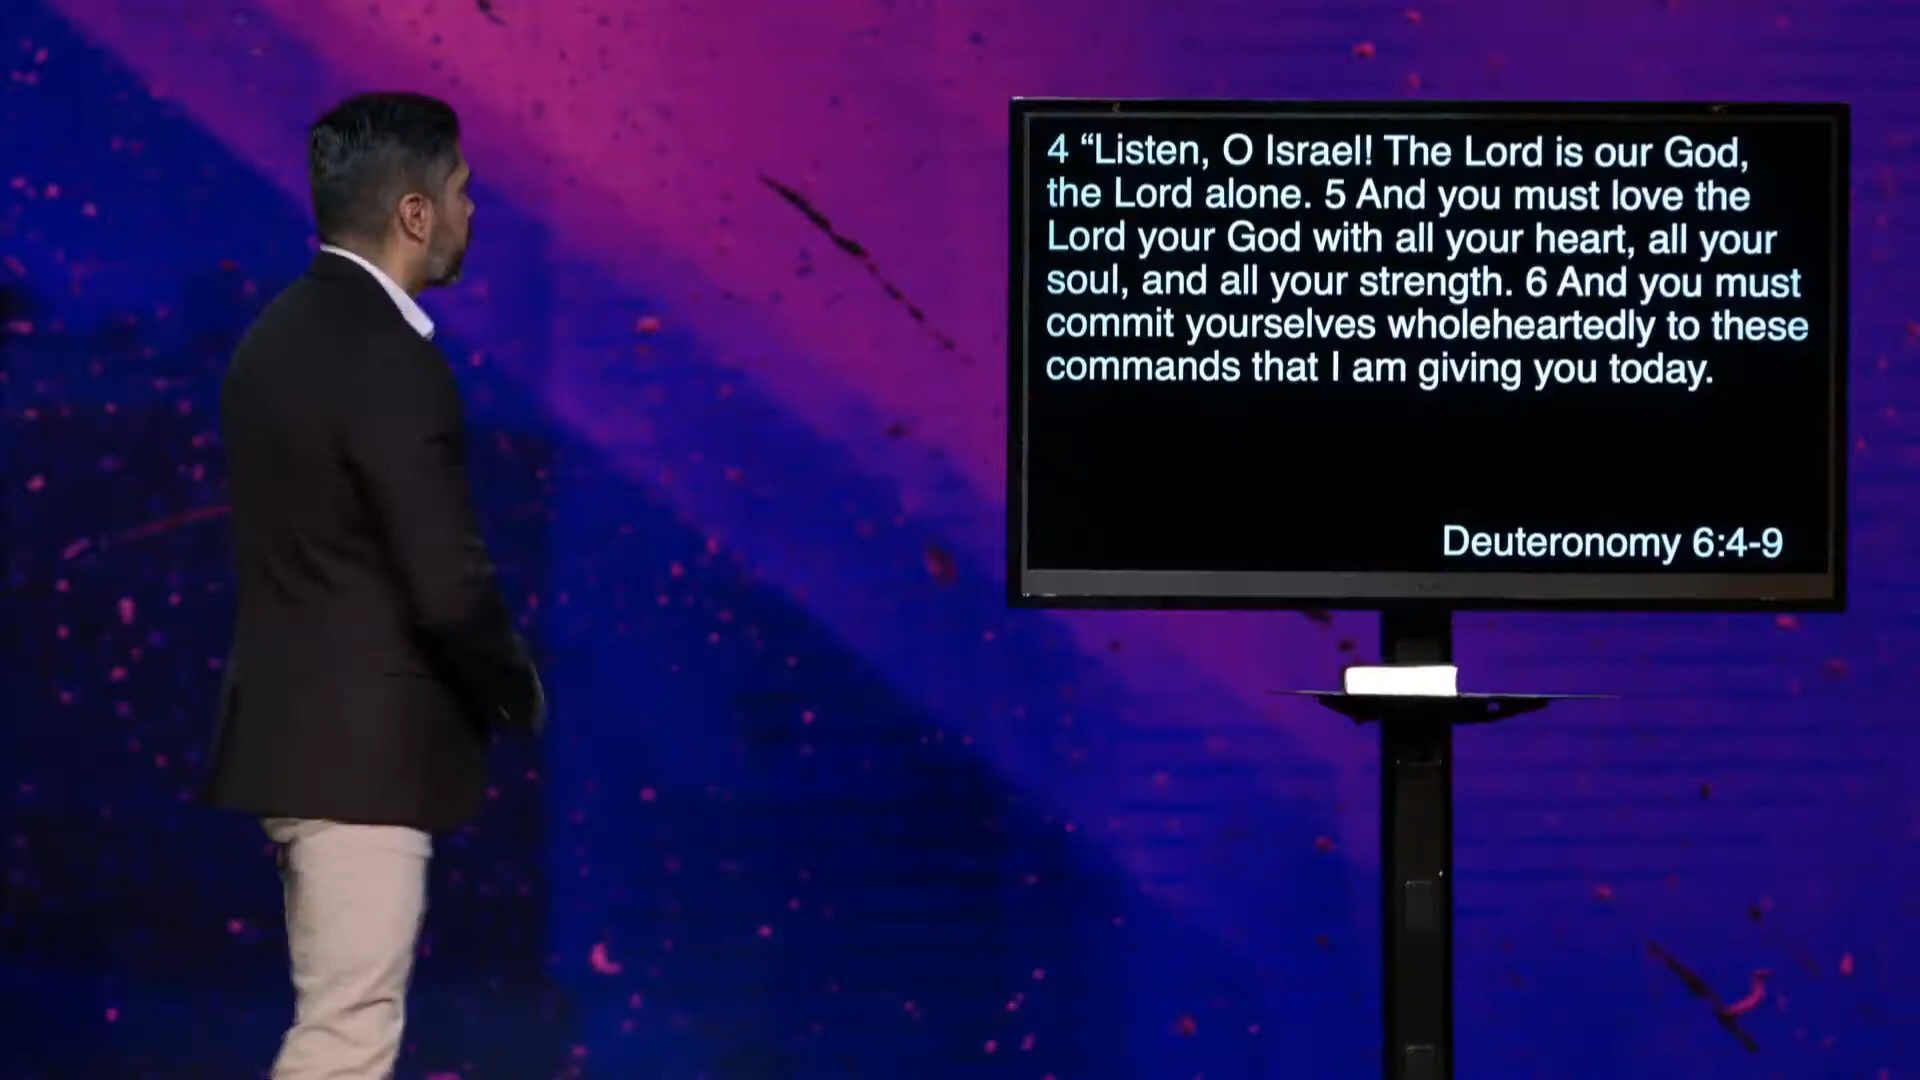 4 “Listen, O Israel! The Lord is our God,
the Lord alone. 5 And you must love the
Lord your God with all your heart, all your
soul, and all your strength. 6 And you must
commit yourselves wholeheartedly to these
commands that I am giving you today.
Deuteronomy 6:4-9